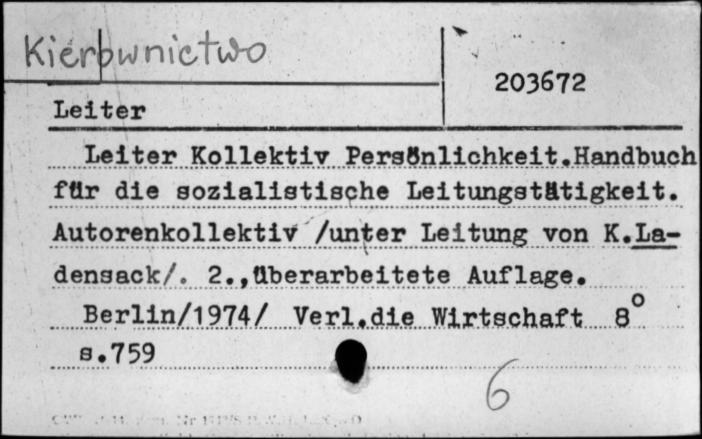 Kierownictwo
203672
Leiter
Leiter Kollektiv Persönlichkeit.Handbuch
für die sozialistische Leitungstätigkeit.
Autorenkollektiv /unter Leitung von K.La-
densack/. 2.,überarbeitete Auflage.
Berlin/1974/ Verl.die Wirtschaft 8°
s.759
6